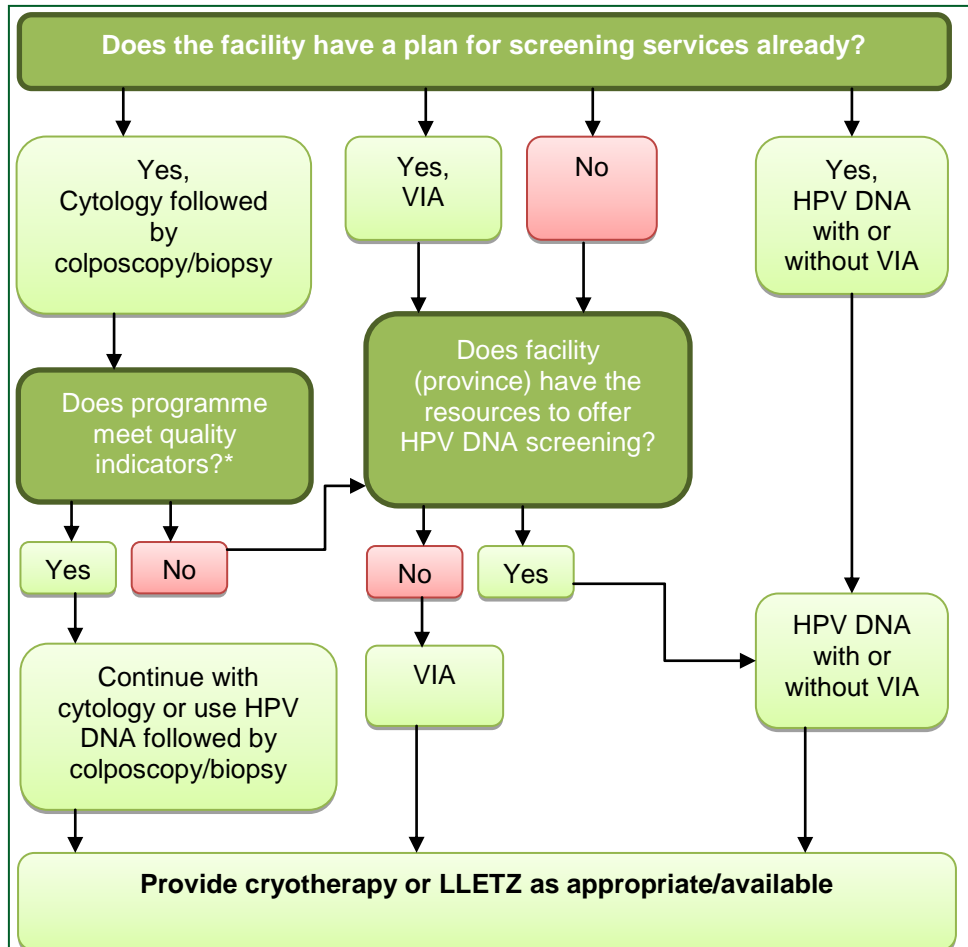 Does the facility have a plan for screening services already?
Yes,
Cytology followed
by
colposcopy/biopsy
Yes,
VIA
No
Yes,
HPV DNA
with or
without VIA
Does programme
meet quality
indicators?*
Does facility
(province) have the
resources to offer
HPV DNA screening?
Yes
No
No
Yes
Continue with
cytology or use HPV
DNA followed by
colposcopy/biopsy
VIA
HPV DNA
with or
without VIA
Provide cryotherapy or LLETZ as appropriate/available